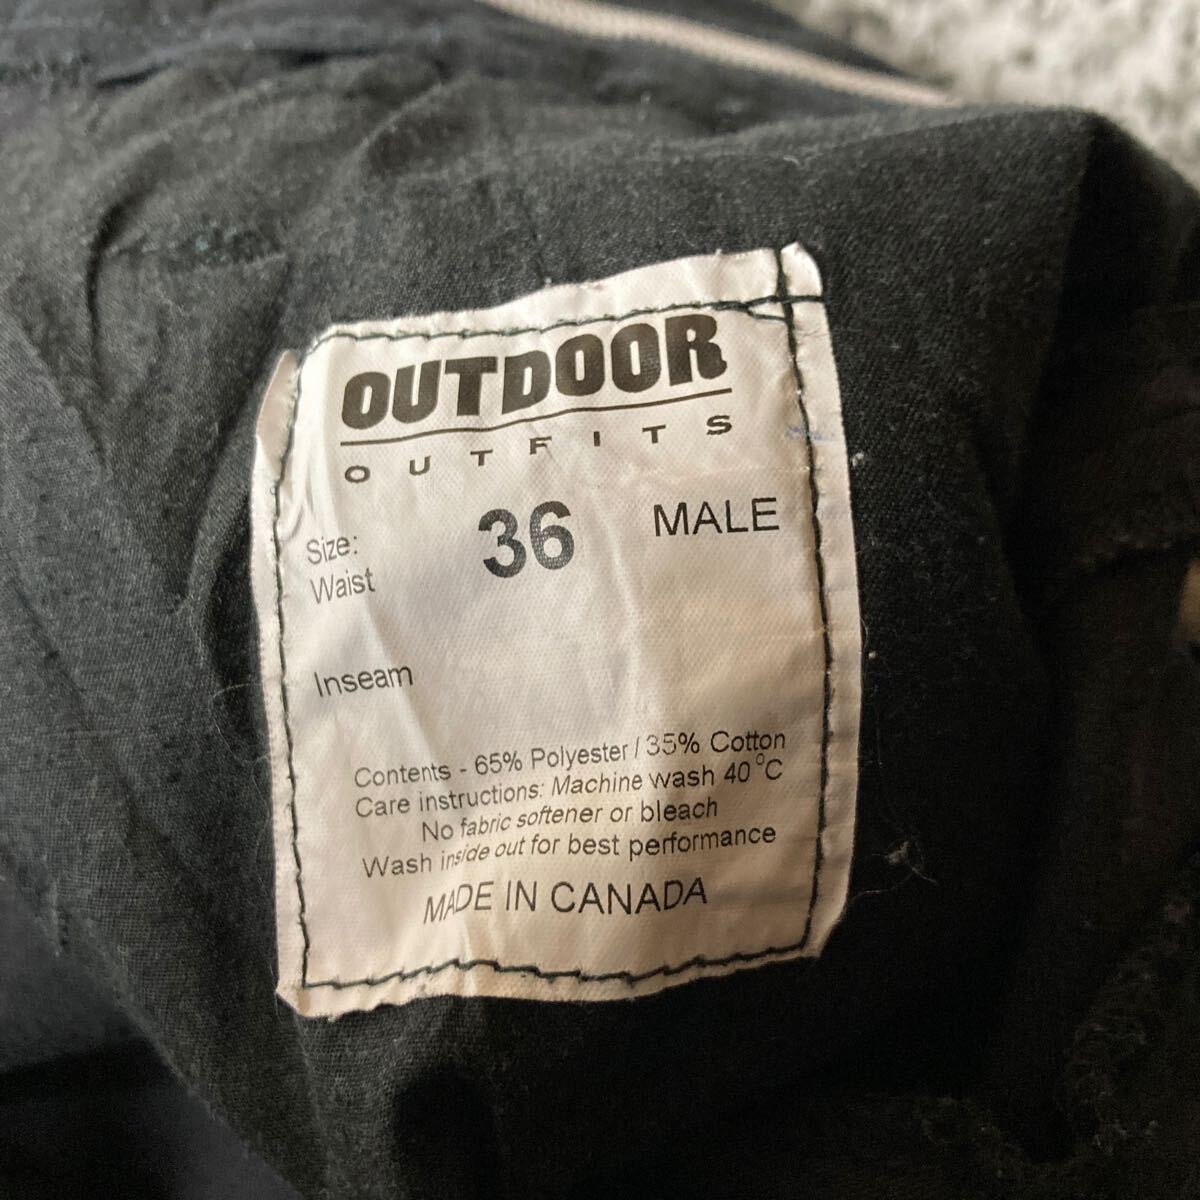 OUTDOOR
OUTFITS
Size: 36 MALE
Waist
Inseam
Contents - 65% Polyester / 35% Cotton
Care instructions: Machine wash 40°C
No fabric softener or bleach
Wash inside out for best performance
MADE IN CANADA